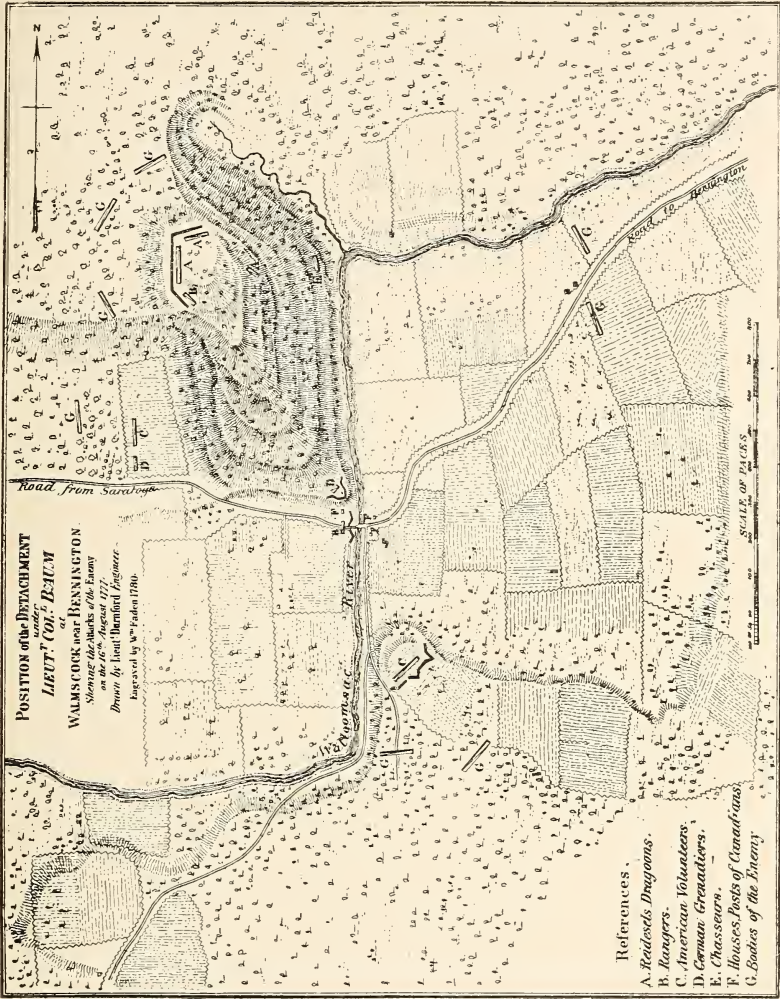 POSITION of the DETACHMENT
under
LIEUT.T COL.L BAUM
at
WALMSCOCK near BENNINGTON
Shewing the Attacks of the Enemy
on the 16th August 1777.
Drawn by Lieut.t Durnford Engineer
Engraved by Wm Faden 1780.
N
Road from Saratoga
Road to Bennington
Walloomsac River
G
G
G
G
G
G
G
G
A
B
C
D
D
E
F
C
SCALE OF PACES
References.
A. Reidesels Dragoons.
B. Rangers.
C. American Volunteers
D. German Grenadiers.
E. Chasseurs.
F. Houses, Posts of Canadians.
G. Bodies of the Enemy